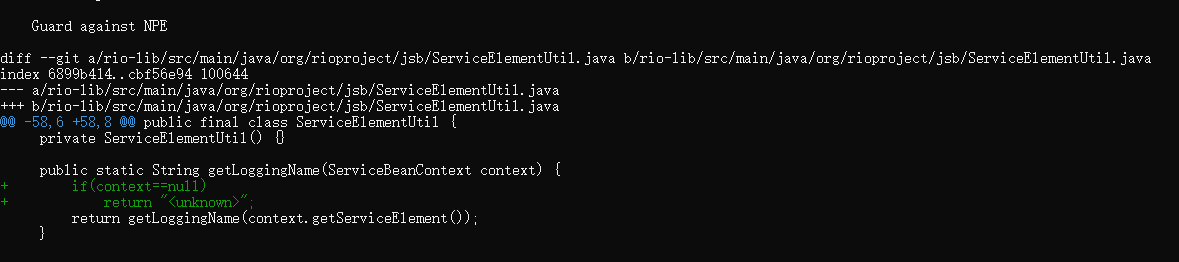 Guard against NPE
diff --git a/rio-lib/src/main/java/org/rioproject/jsb/ServiceElementUtil.java b/rio-lib/src/main/java/org/rioproject/jsb/ServiceElementUtil.java
index 6899b414..cbf56e94 100644
--- a/rio-lib/src/main/java/org/rioproject/jsb/ServiceElementUtil.java
+++ b/rio-lib/src/main/java/org/rioproject/jsb/ServiceElementUtil.java
@@ -58,6 +58,8 @@ public final class ServiceElementUtil {
     private ServiceElementUtil() {}
     public static String getLoggingName(ServiceBeanContext context) {
+        if(context==null)
+            return "<unknown>";
         return getLoggingName(context.getServiceElement());
     }